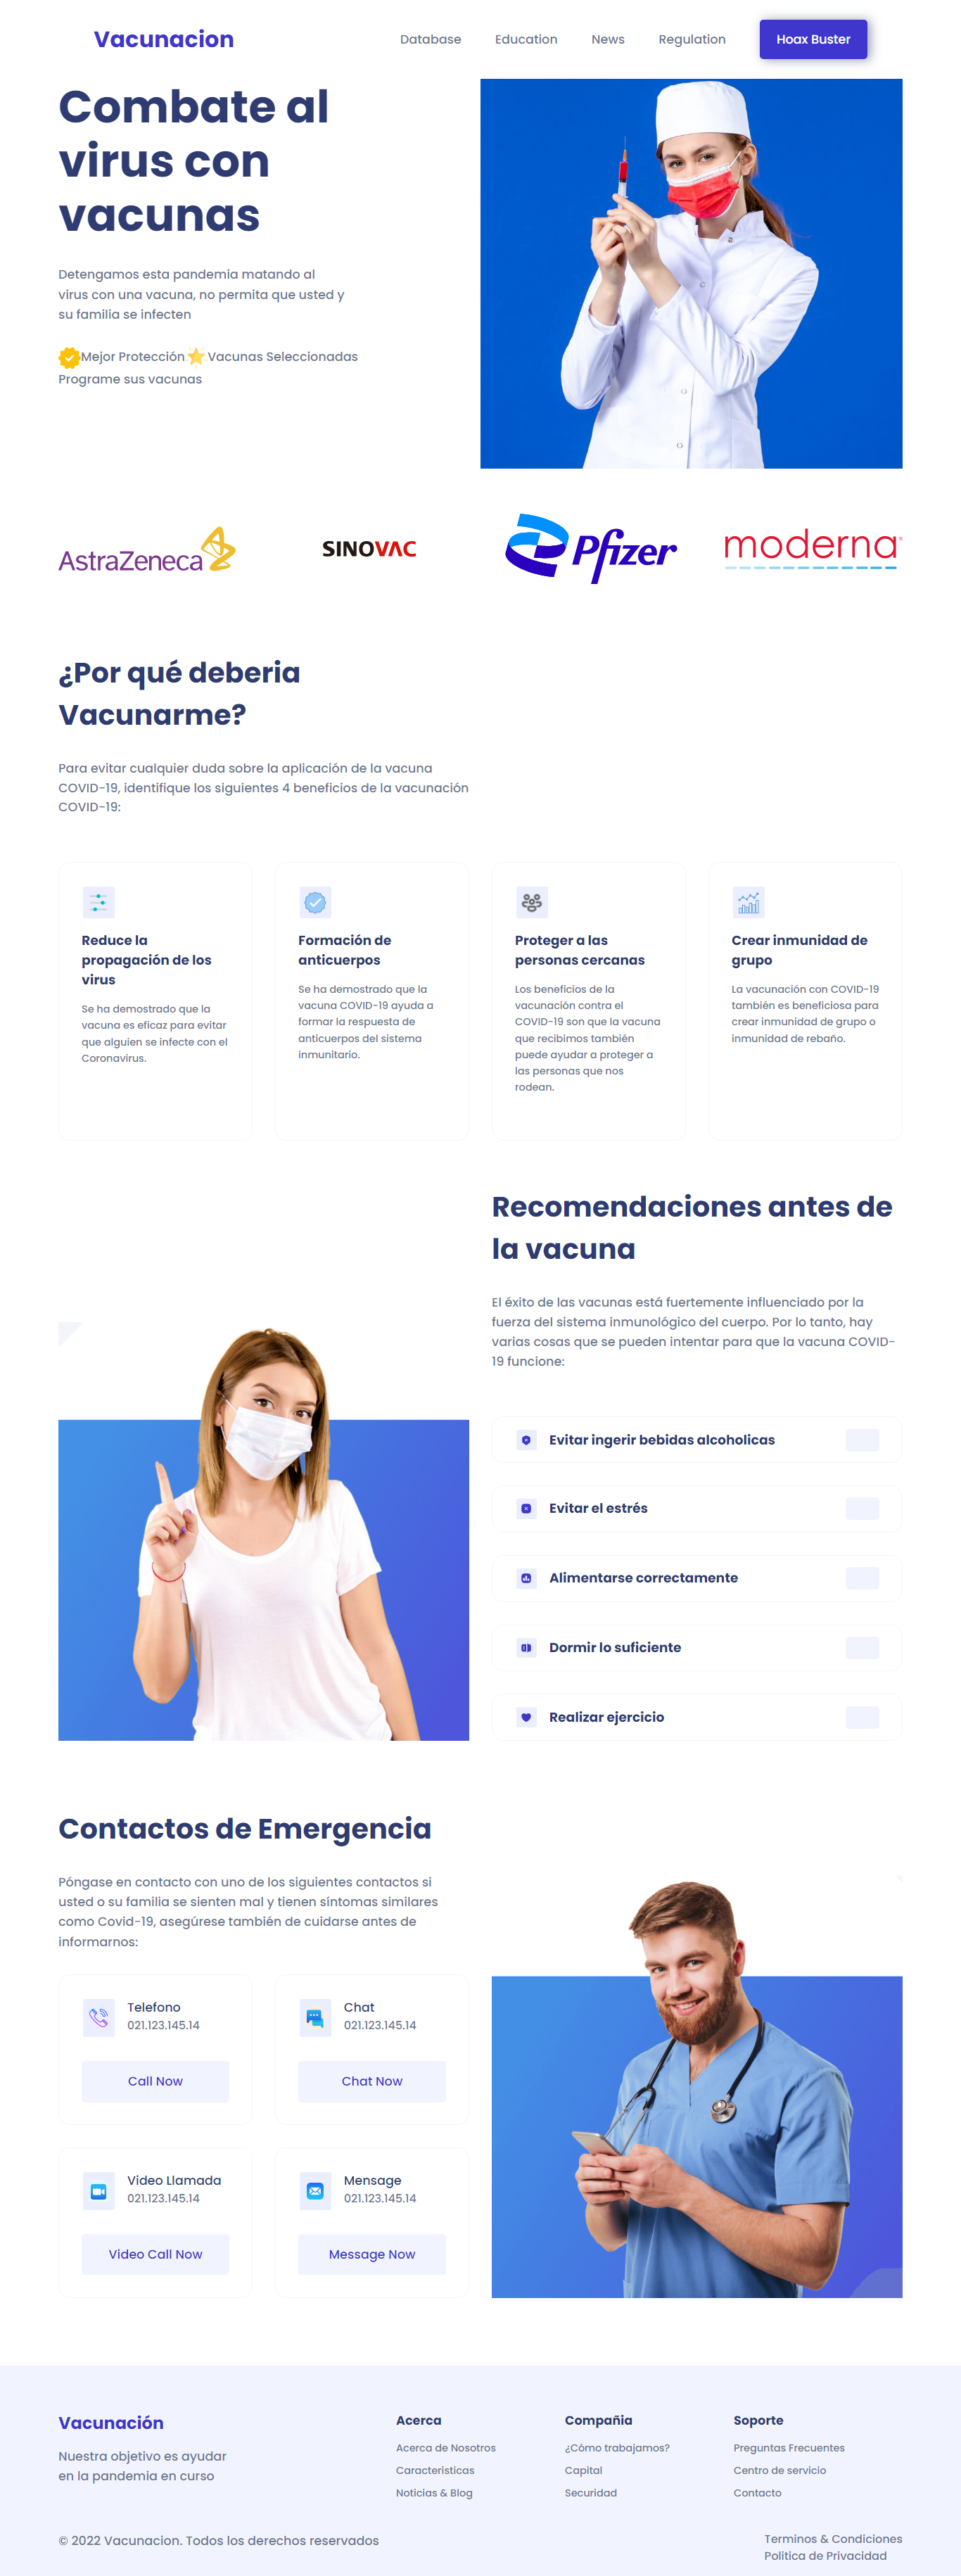 Vacunacion
Database
Education
News
Regulation
Hoax Buster
Combate al
virus con
vacunas
Detengamos esta pandemia matando al
virus con una vacuna, no permita que usted y
su familia se infecten
Mejor Protección Vacunas Seleccionadas
Programe sus vacunas
AstraZeneca
SINOVAC
Pfizer
moderna
¿Por qué deberia
Vacunarme?
Para evitar cualquier duda sobre la aplicación de la vacuna
COVID-19, identifique los siguientes 4 beneficios de la vacunación
COVID-19:
Reduce la
propagación de los
virus
Se ha demostrado que la
vacuna es eficaz para evitar
que alguien se infecte con el
Coronavirus.
Formación de
anticuerpos
Se ha demostrado que la
vacuna COVID-19 ayuda a
formar la respuesta de
anticuerpos del sistema
inmunitario.
Proteger a las
personas cercanas
Los beneficios de la
vacunación contra el
COVID-19 son que la vacuna
que recibimos también
puede ayudar a proteger a
las personas que nos
rodean.
Crear inmunidad de
grupo
La vacunación con COVID-19
también es beneficiosa para
crear inmunidad de grupo o
inmunidad de rebaño.
Recomendaciones antes de
la vacuna
El éxito de las vacunas está fuertemente influenciado por la
fuerza del sistema inmunológico del cuerpo. Por lo tanto, hay
varias cosas que se pueden intentar para que la vacuna COVID-
19 funcione:
Evitar ingerir bebidas alcoholicas
Evitar el estrés
Alimentarse correctamente
Dormir lo suficiente
Realizar ejercicio
Contactos de Emergencia
Póngase en contacto con uno de los siguientes contactos si
usted o su familia se sienten mal y tienen síntomas similares
como Covid-19, asegúrese también de cuidarse antes de
informarnos:
Telefono
021.123.145.14
Call Now
Chat
021.123.145.14
Chat Now
Video Llamada
021.123.145.14
Video Call Now
Mensage
021.123.145.14
Message Now
Vacunación
Nuestra objetivo es ayudar
en la pandemia en curso
Acerca
Acerca de Nosotros
Caracteristicas
Noticias & Blog
Compañia
¿Cómo trabajamos?
Capital
Securidad
Soporte
Preguntas Frecuentes
Centro de servicio
Contacto
© 2022 Vacunacion. Todos los derechos reservados
Terminos & Condiciones
Politica de Privacidad